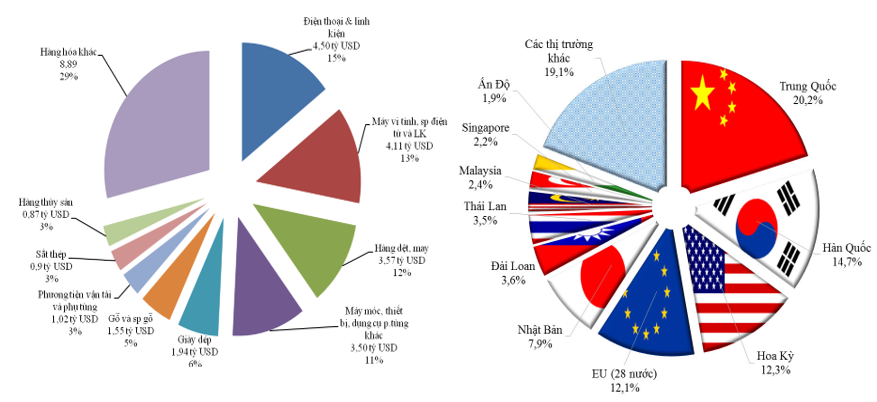 Điện thoại & linh
kiện
4,50 tỷ USD
15%
Máy vi tính, sp điện
tử và LK
4,11 tỷ USD
13%
Hàng dệt, may
3,57 tỷ USD
12%
Máy móc, thiết
bị, dụng cụ p.tùng
khác
3.50 tỷ USD
11%
Giày dép
1,94 tỷ USD
6%
Gỗ và sp gỗ
1,55 tỷ USD
5%
Phương tiện vận tải
và phụ tùng
1,02 tỷ USD
3%
Sắt thép
0,9 tỷ USD
3%
Hàng thủy sản
0.87 tỷ USD
3%
Hàng hóa khác
8,89
29%
Trung Quốc
20,2%
Hàn Quốc
14,7%
Hoa Kỳ
12,3%
EU (28 nước)
12,1%
Nhật Bản
7,9%
Đài Loan
3,6%
Thái Lan
3,5%
Malaysia
2,4%
Singapore
2,2%
Ấn Độ
1,9%
Các thị trường
khác
19,1%